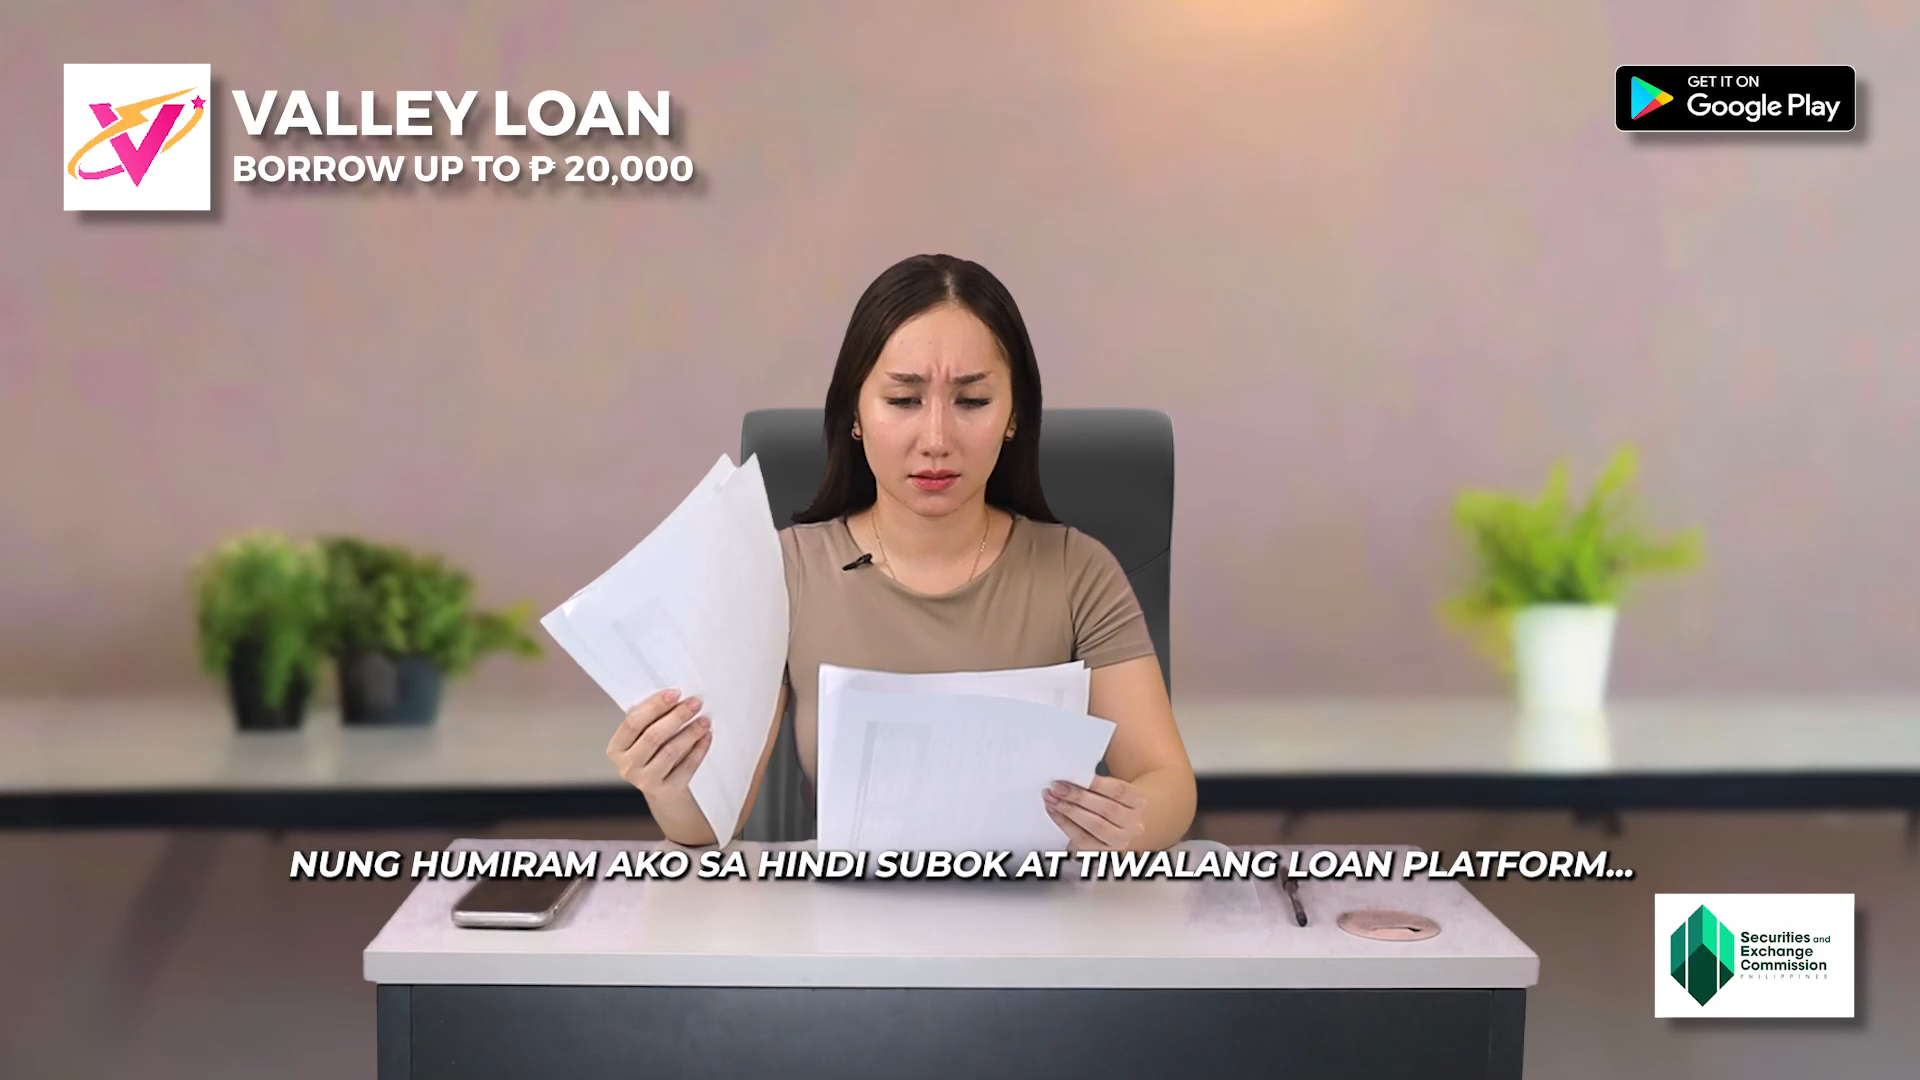 VALLEY LOAN
BORROW UP TO ₱ 20,000
GET IT ON
Google Play
NUNG HUMIRAM AKO SA HINDI SUBOK AT TIWALANG LOAN PLATFORM...
Securities and
Exchange
Commission
PHILIPPINES